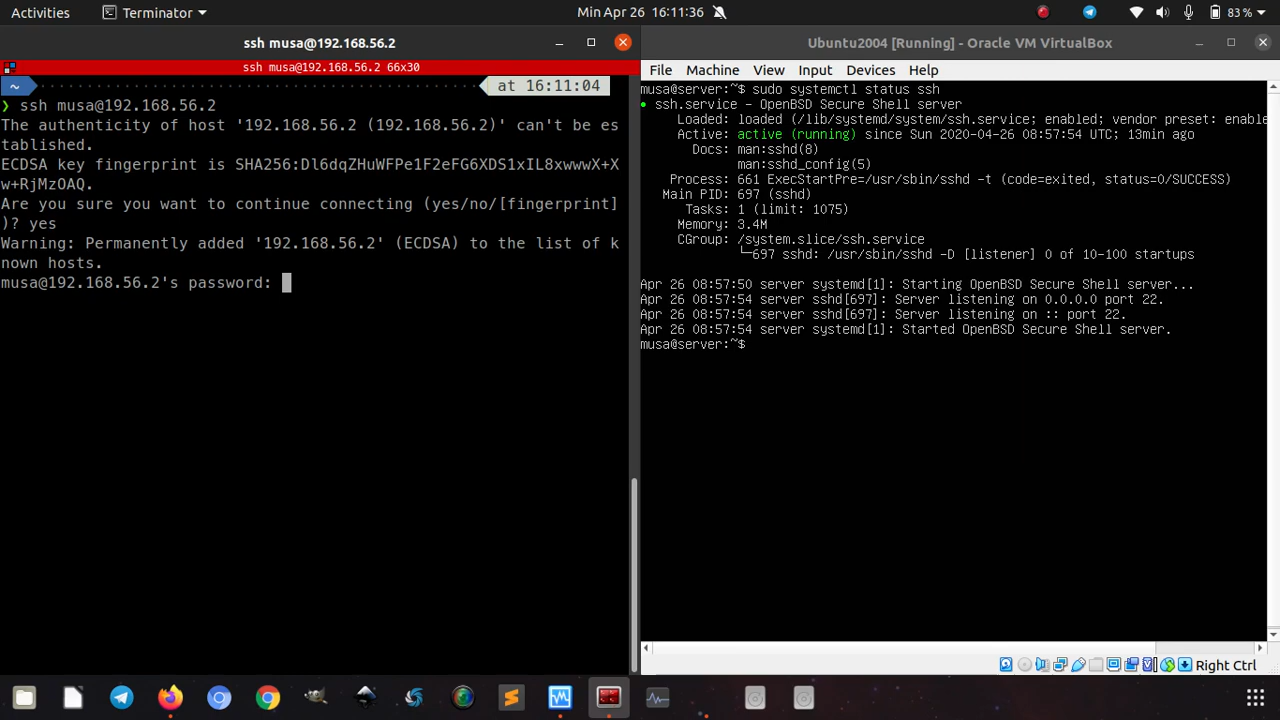 Activities
Terminator
Min Apr 26 16:11:36
83 %
ssh musa@192.168.56.2
ssh musa@192.168.56.2 66x30
~
at 16:11:04
❯ ssh musa@192.168.56.2
The authenticity of host '192.168.56.2 (192.168.56.2)' can't be es
tablished.
ECDSA key fingerprint is SHA256:Dl6dqZHuWFPe1F2eFG6XDS1xIL8xwwwX+X
w+RjMzOAQ.
Are you sure you want to continue connecting (yes/no/[fingerprint]
)? yes
Warning: Permanently added '192.168.56.2' (ECDSA) to the list of k
nown hosts.
musa@192.168.56.2's password:
Ubuntu2004 [Running] - Oracle VM VirtualBox
File Machine View Input Devices Help
musa@server:~$ sudo systemctl status ssh
● ssh.service - OpenBSD Secure Shell server
Loaded: loaded (/lib/systemd/system/ssh.service; enabled; vendor preset: enable
Active: active (running) since Sun 2020-04-26 08:57:54 UTC; 13min ago
Docs: man:sshd(8)
man:sshd_config(5)
Process: 661 ExecStartPre=/usr/sbin/sshd -t (code=exited, status=0/SUCCESS)
Main PID: 697 (sshd)
Tasks: 1 (limit: 1075)
Memory: 3.4M
CGroup: /system.slice/ssh.service
└─697 sshd: /usr/sbin/sshd -D [listener] 0 of 10-100 startups
Apr 26 08:57:50 server systemd[1]: Starting OpenBSD Secure Shell server...
Apr 26 08:57:54 server sshd[697]: Server listening on 0.0.0.0 port 22.
Apr 26 08:57:54 server sshd[697]: Server listening on :: port 22.
Apr 26 08:57:54 server systemd[1]: Started OpenBSD Secure Shell server.
musa@server:~$
Right Ctrl